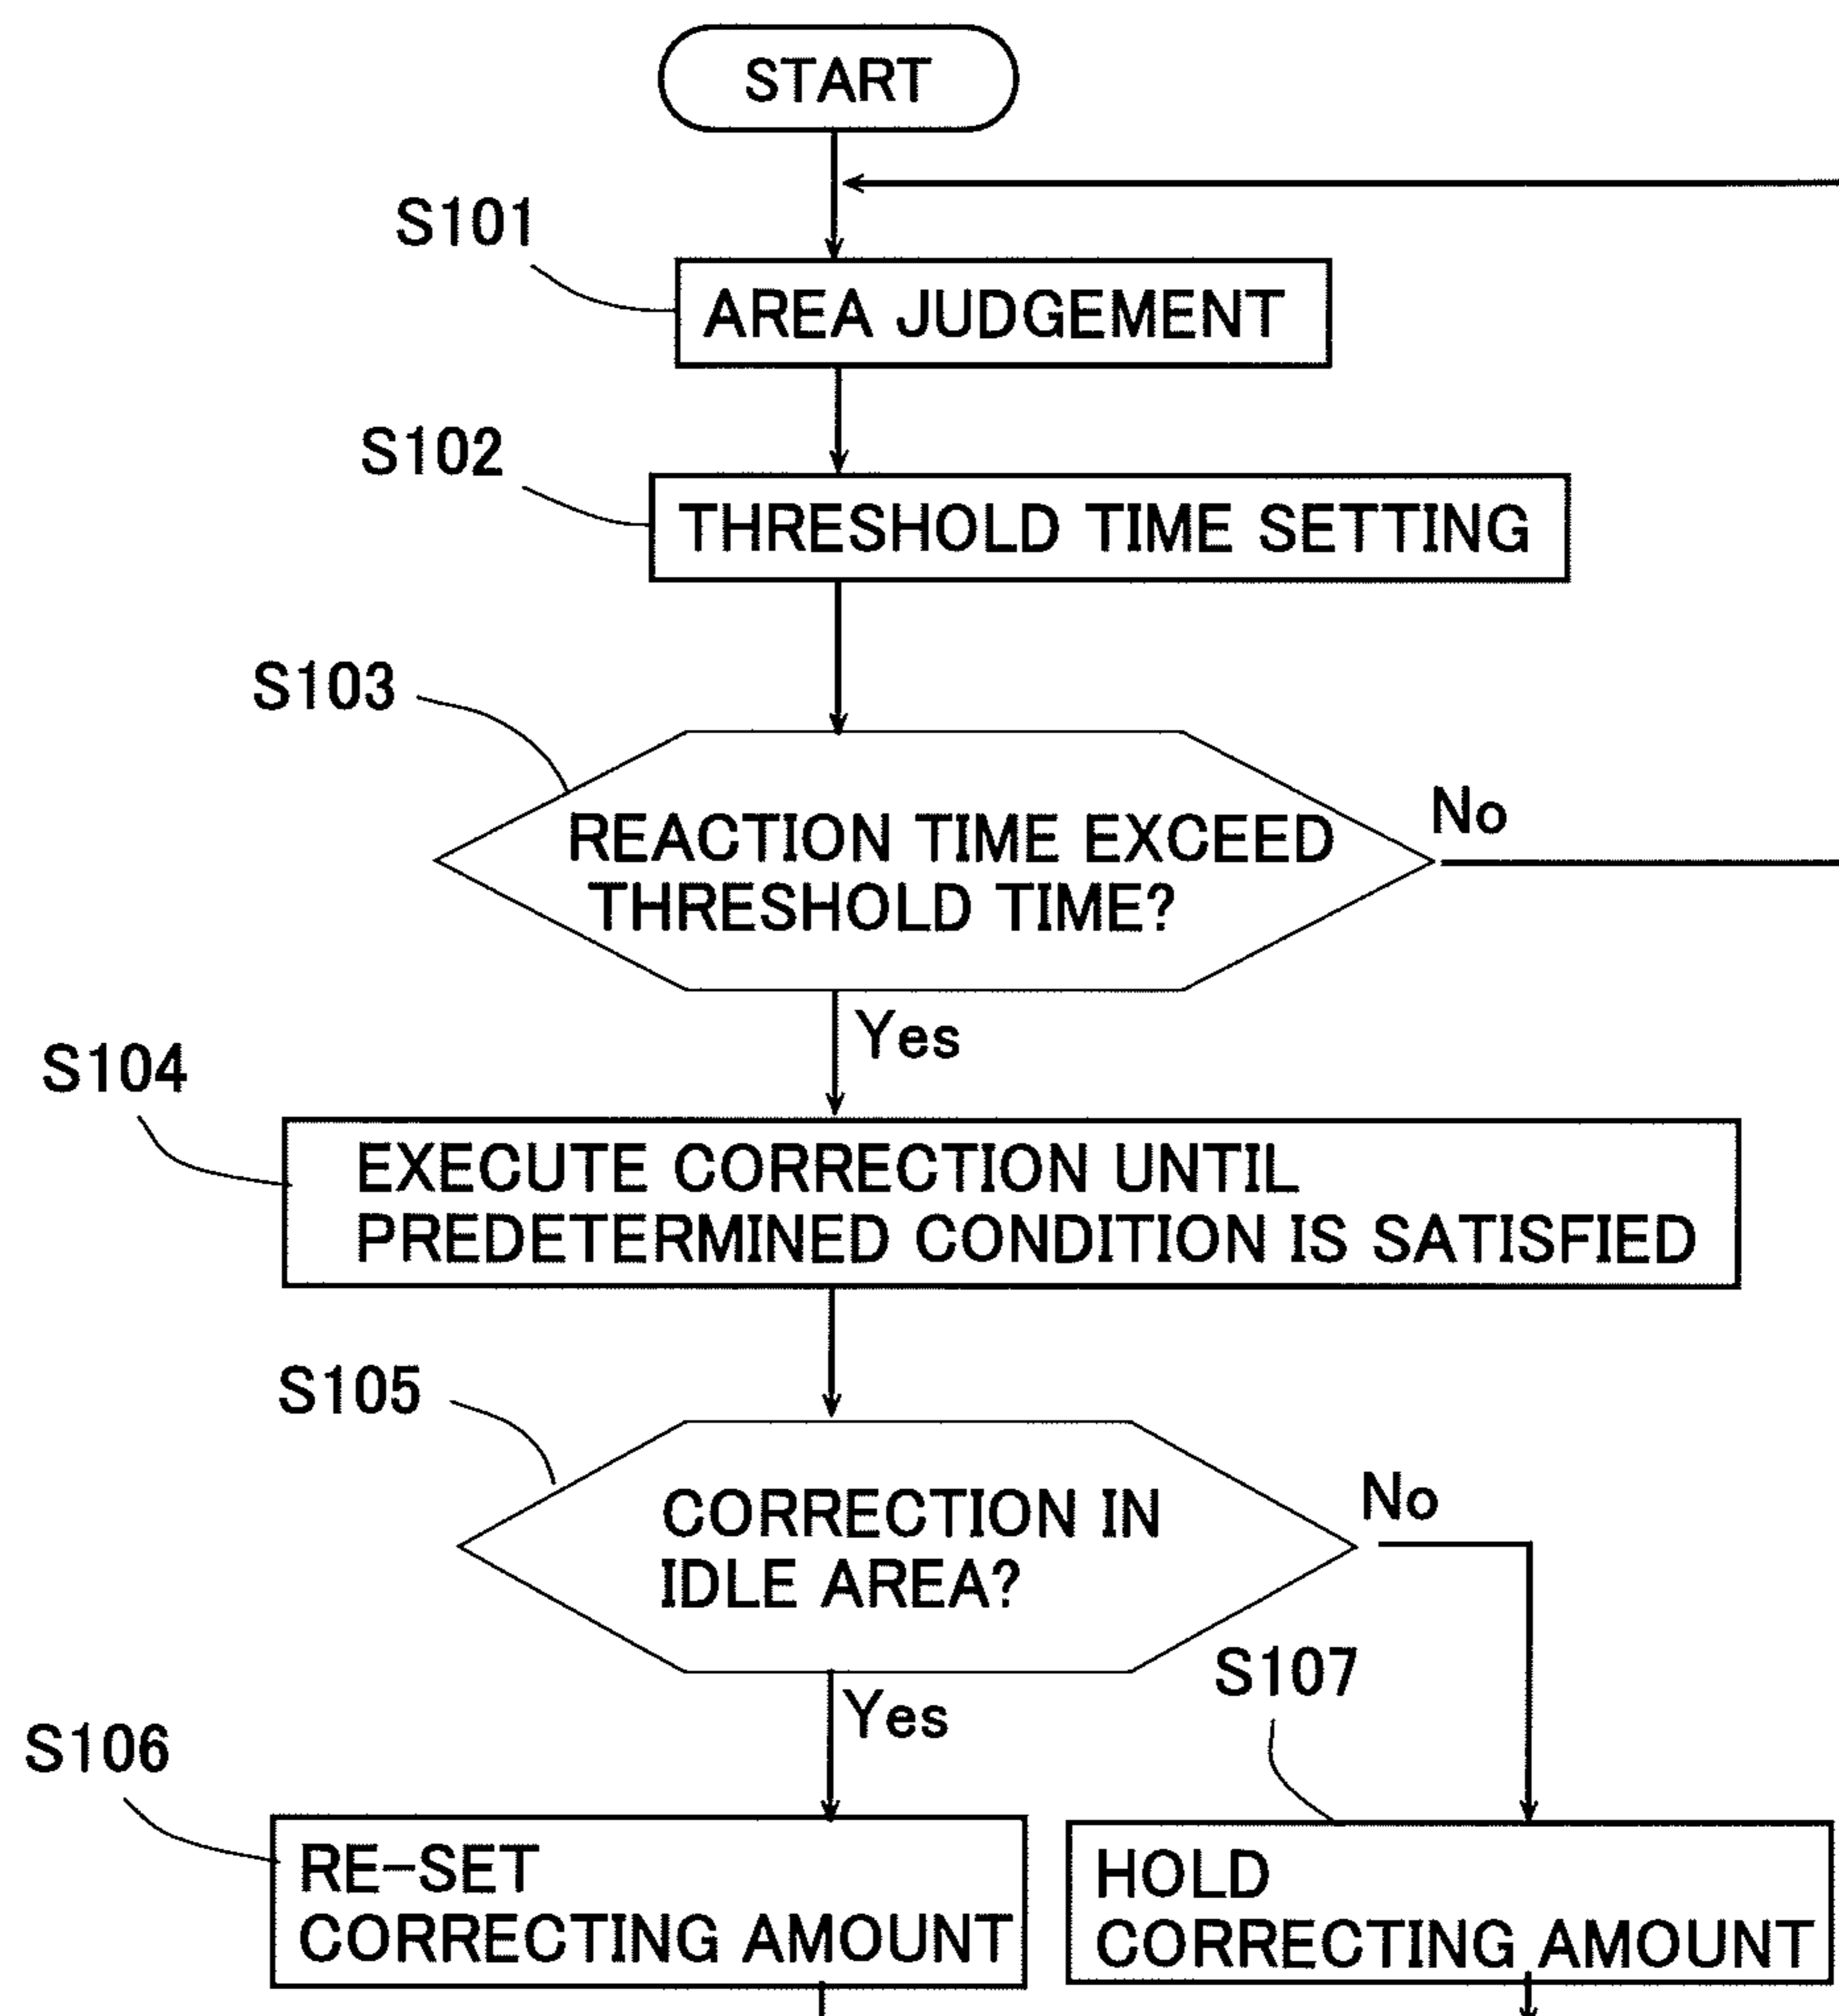 START
S101
AREA JUDGEMENT
S102
THRESHOLD TIME SETTING
S103
REACTION TIME EXCEED
THRESHOLD TIME?
No
Yes
S104
EXECUTE CORRECTION UNTIL
PREDETERMINED CONDITION IS SATISFIED
S105
CORRECTION IN
IDLE AREA?
No
Yes
S106
RE-SET
CORRECTING AMOUNT
S107
HOLD
CORRECTING AMOUNT